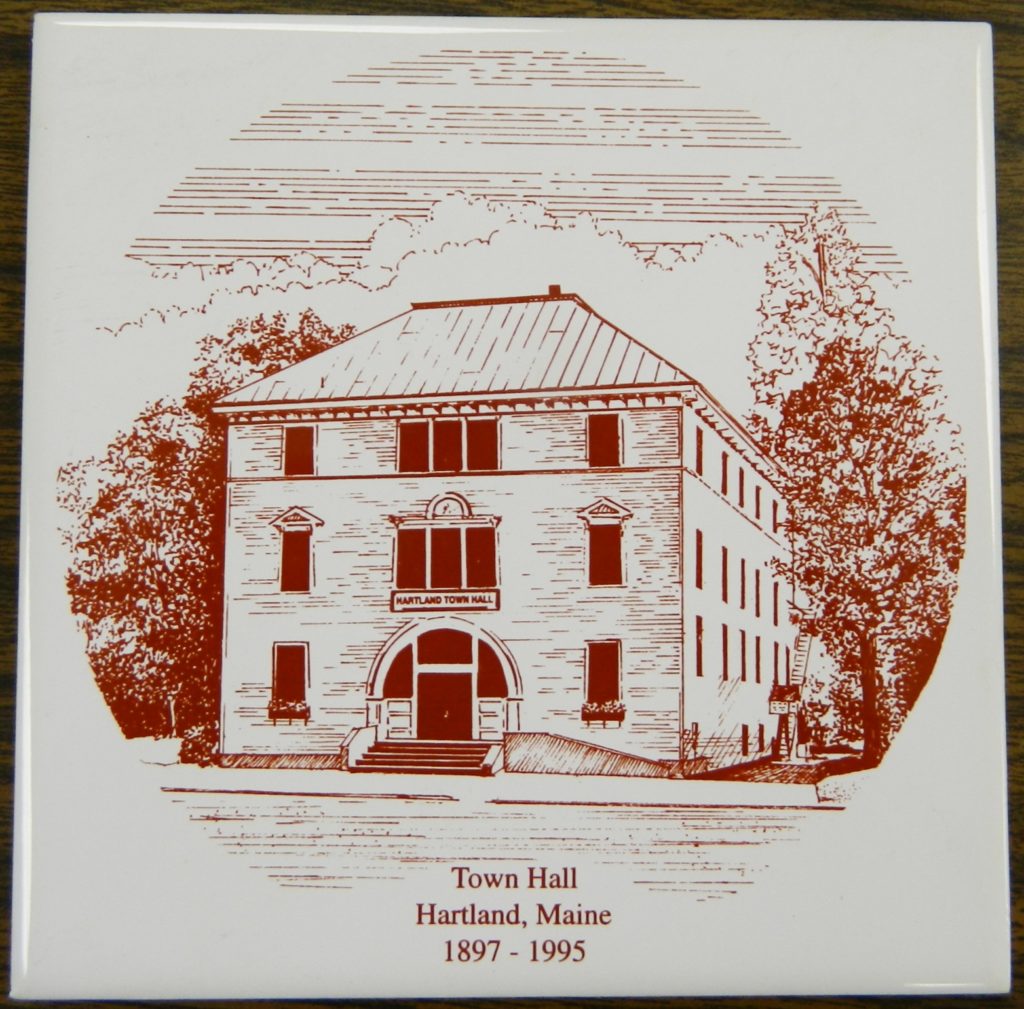 HARTLAND TOWN HALL
Town Hall
Hartland, Maine
1897 - 1995